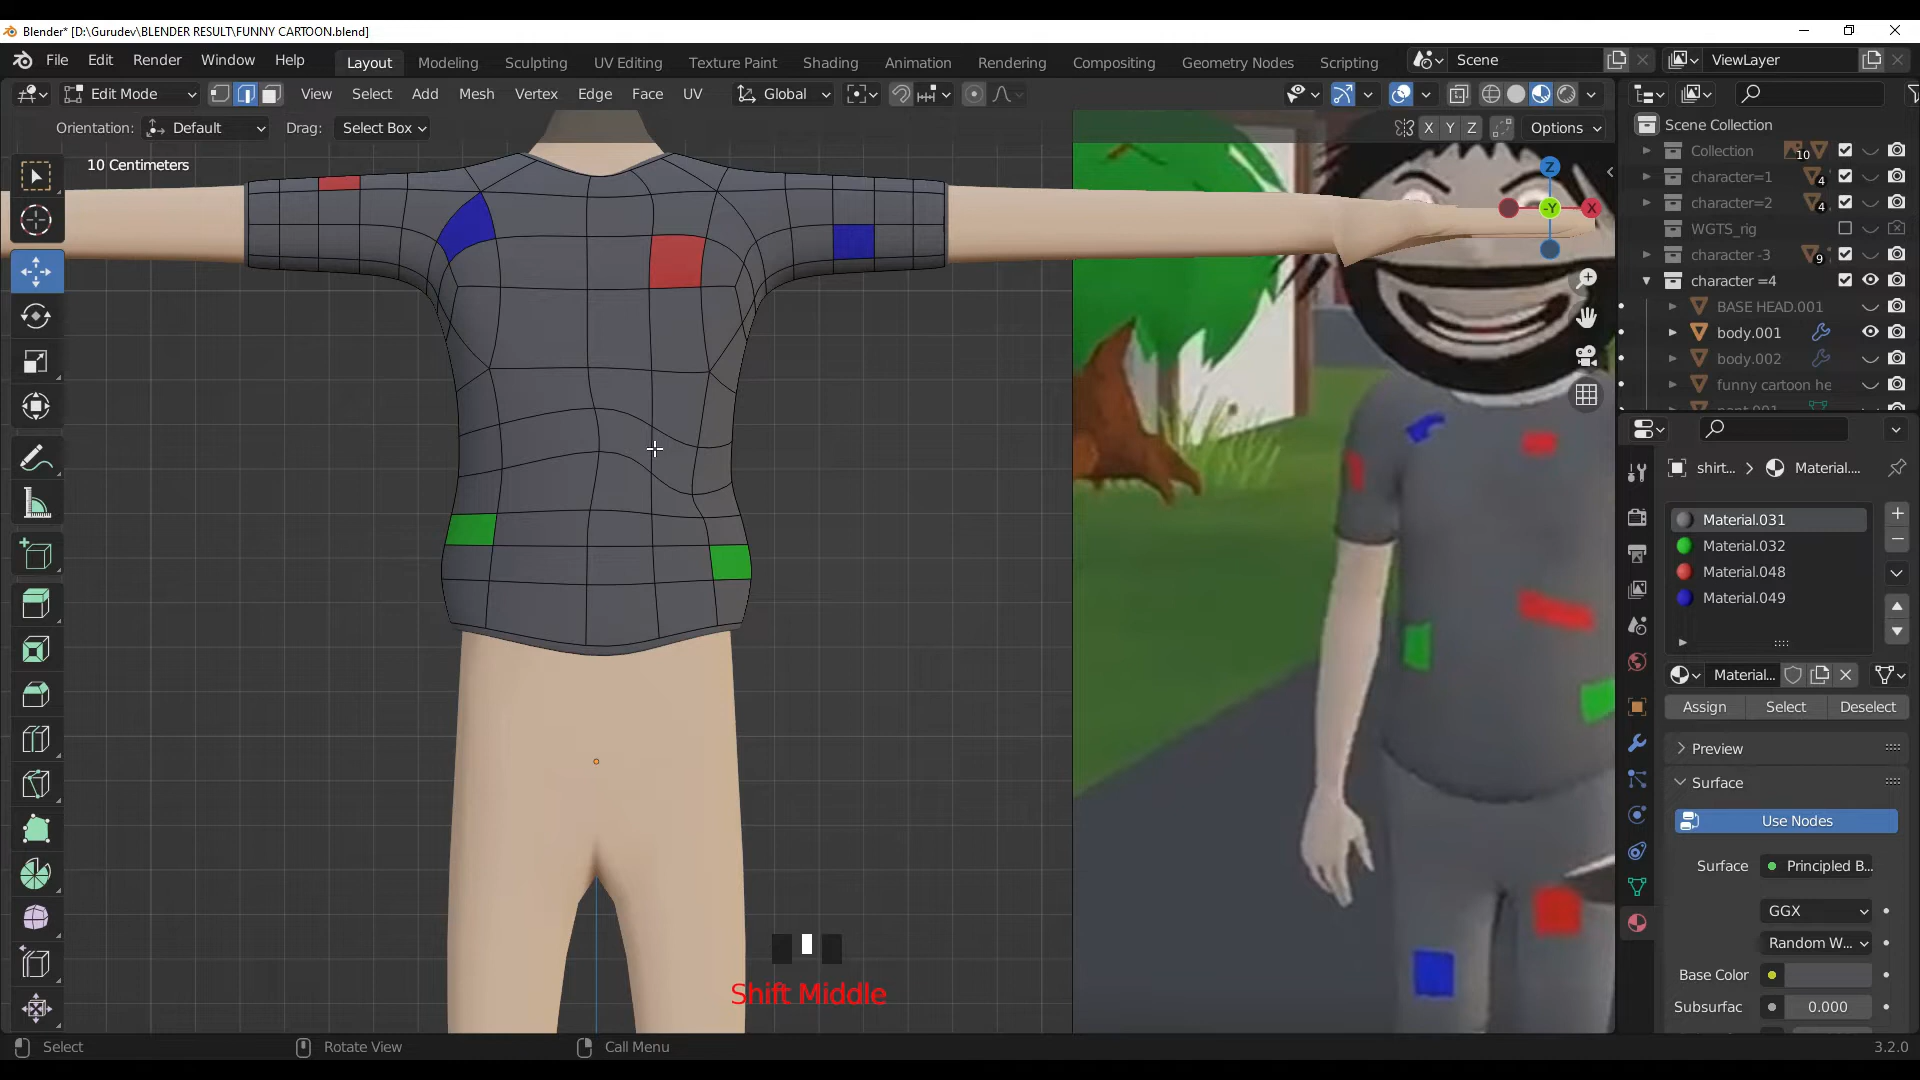 Blender* [D:\Gurudev\BLENDER RESULT\FUNNY CARTOON.blend]
File Edit Render Window Help Layout Modeling Sculpting UV Editing Texture Paint Shading Animation Rendering Compositing Geometry Nodes Scripting Scene ViewLayer
Edit Mode View Select Add Mesh Vertex Edge Face UV Global
Orientation: Default Drag: Select Box X Y Z Options
10 Centimeters
Z
-Y X
Scene Collection
Collection 10
character=1 4
character=2 4
WGTS_rig
character -3 9
character =4
BASE HEAD.001
body.001
body.002
funny cartoon he
shirt... > Material....
Material.031
Material.032
Material.048
Material.049
Material...
Assign Select Deselect
Preview
Surface
Use Nodes
Surface Principled B...
GGX
Random W...
Base Color
Subsurfac 0.000
Shift Middle
Select Rotate View Call Menu 3.2.0